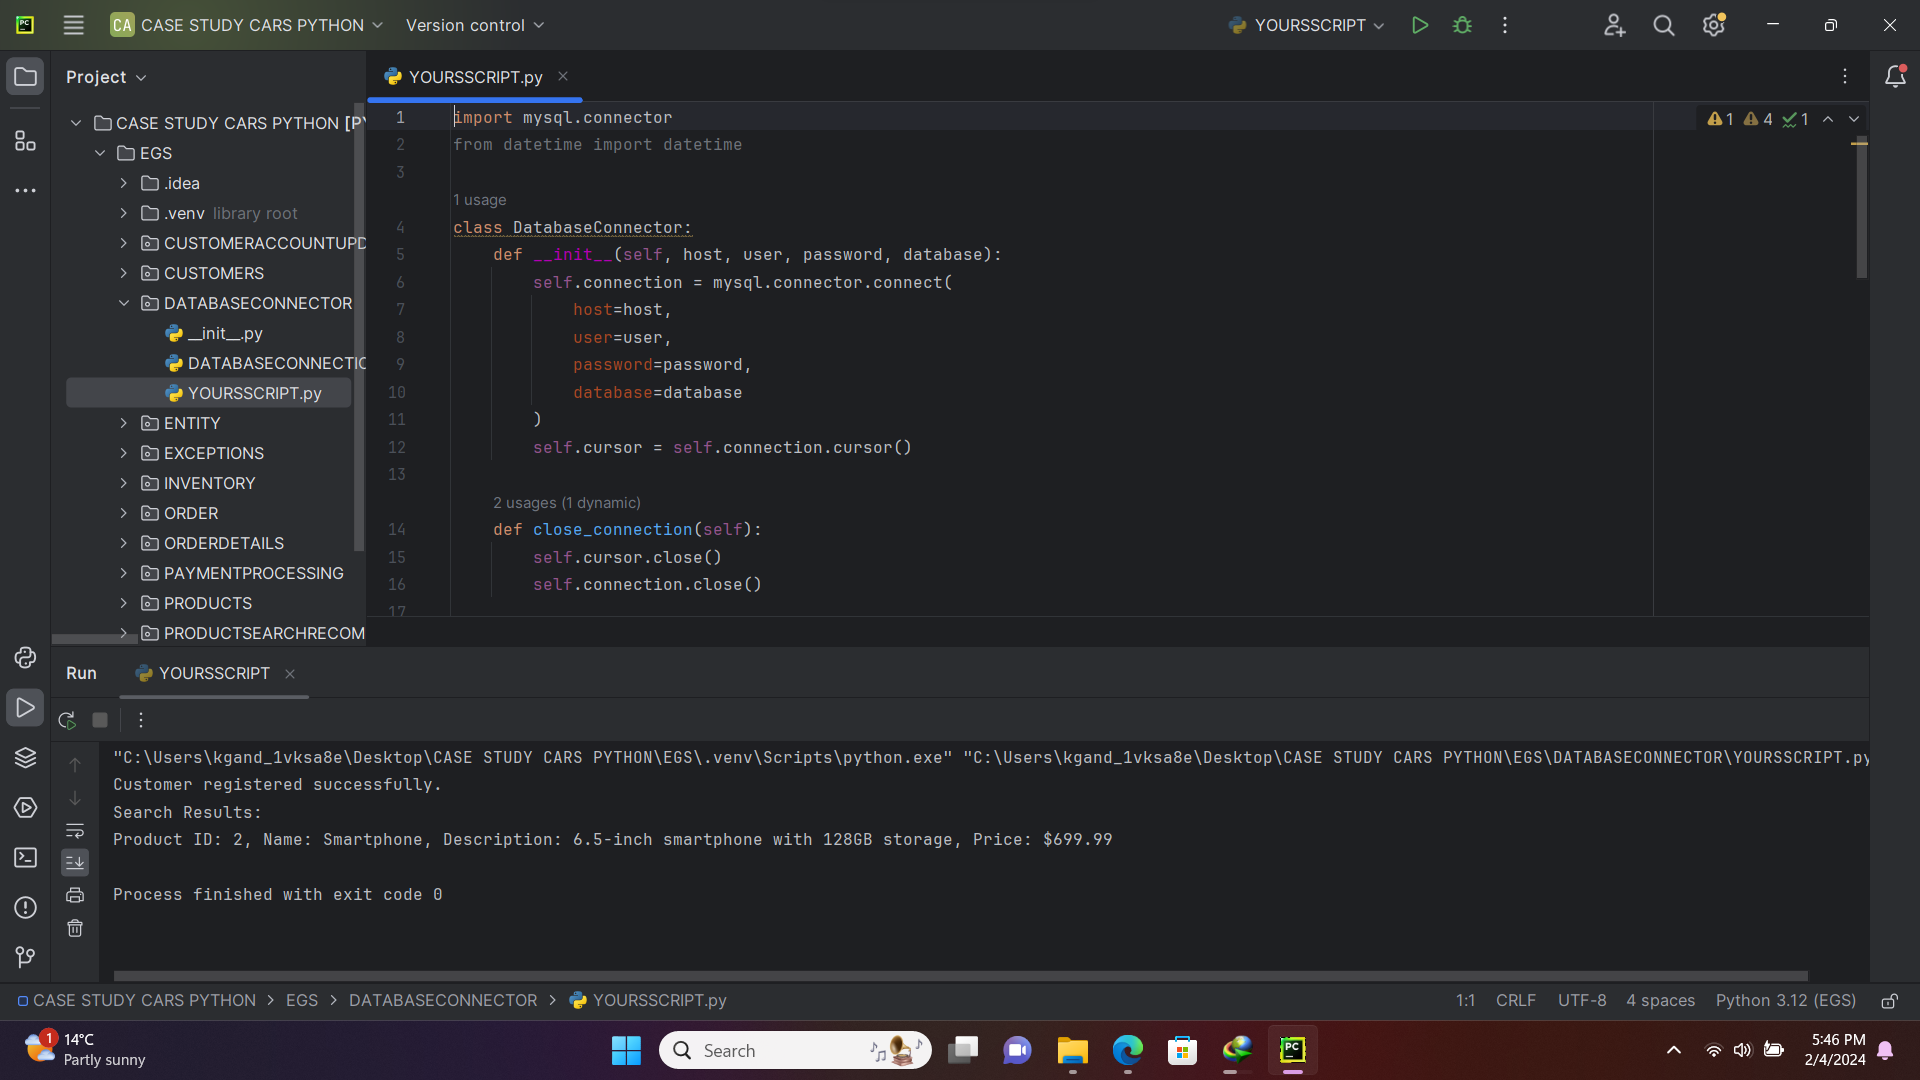 PC
CA CASE STUDY CARS PYTHON Version control YOURSSCRIPT
Project
YOURSSCRIPT.py
CASE STUDY CARS PYTHON [PY
EGS
.idea
.venv library root
CUSTOMERACCOUNTUPD
CUSTOMERS
DATABASECONNECTOR
__init__.py
DATABASECONNECTIO
YOURSSCRIPT.py
ENTITY
EXCEPTIONS
INVENTORY
ORDER
ORDERDETAILS
PAYMENTPROCESSING
PRODUCTS
PRODUCTSEARCHRECOM
1 4 1
1 import mysql.connector
2 from datetime import datetime
3
1 usage
4 class DatabaseConnector:
5 def __init__(self, host, user, password, database):
6 self.connection = mysql.connector.connect(
7 host=host,
8 user=user,
9 password=password,
10 database=database
11 )
12 self.cursor = self.connection.cursor()
13
2 usages (1 dynamic)
14 def close_connection(self):
15 self.cursor.close()
16 self.connection.close()
17
Run YOURSSCRIPT
"C:\Users\kgand_1vksa8e\Desktop\CASE STUDY CARS PYTHON\EGS\.venv\Scripts\python.exe" "C:\Users\kgand_1vksa8e\Desktop\CASE STUDY CARS PYTHON\EGS\DATABASECONNECTOR\YOURSSCRIPT.py
Customer registered successfully.
Search Results:
Product ID: 2, Name: Smartphone, Description: 6.5-inch smartphone with 128GB storage, Price: $699.99
Process finished with exit code 0
CASE STUDY CARS PYTHON > EGS > DATABASECONNECTOR > YOURSSCRIPT.py 1:1 CRLF UTF-8 4 spaces Python 3.12 (EGS)
1
14°C
Partly sunny
Search
PC
5:46 PM
2/4/2024